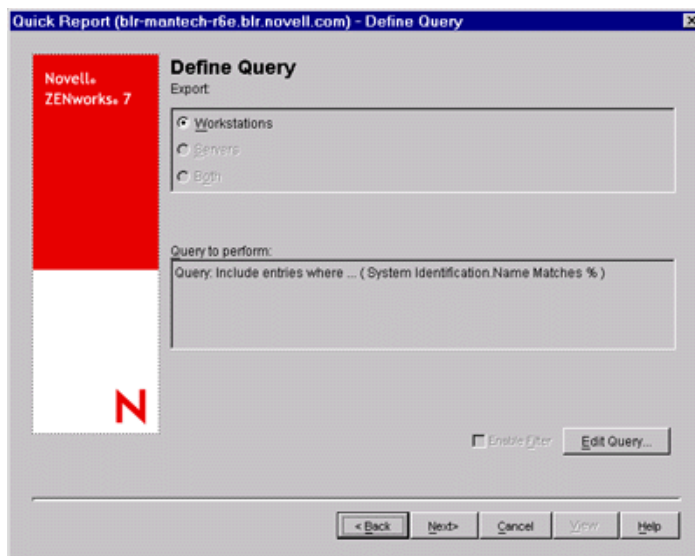 Quick Report (blr-mantech-r6e.blr.novell.com) - Define Query
Novell®
ZENworks® 7
Define Query
Export:
Workstations
Servers
Both
Query to perform:
Query: Include entries where ... ( System Identification.Name Matches % )
N
Enable Filter
Edit Query...
< Back
Next>
Cancel
View
Help